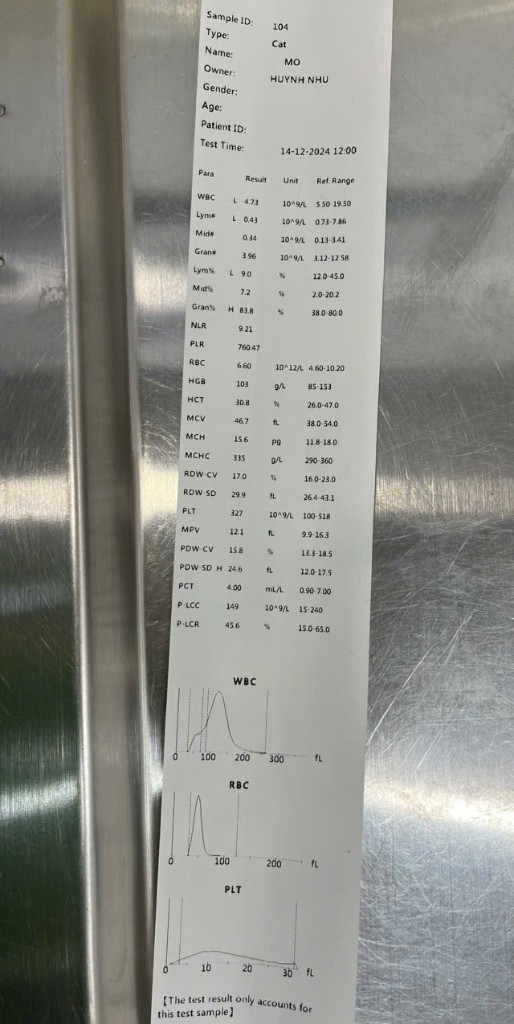 Sample ID: 104
Type: Cat
Name: MO
Owner: HUYNH NHU
Gender:
Age:
Patient ID:
Test Time: 14-12-2024 12:00
Para Result Unit Ref. Range
WBC L 4.73 10^9/L 5.50-19.50
Lym# L 0.43 10^9/L 0.73-7.86
Mid# 0.34 10^9/L 0.13-3.41
Gran# 3.96 10^9/L 3.12-12.58
Lym% L 9.0 % 12.0-45.0
Mid% 7.2 % 2.0-20.2
Gran% H 83.8 % 38.0-80.0
NLR 9.21
PLR 760.47
RBC 6.60 10^12/L 4.60-10.20
HGB 103 g/L 85-153
HCT 30.8 % 26.0-47.0
MCV 46.7 fL 38.0-54.0
MCH 15.6 pg 11.8-18.0
MCHC 335 g/L 290-360
RDW-CV 17.0 % 16.0-23.0
RDW-SD 29.9 fL 26.4-43.1
PLT 327 10^9/L 100-518
MPV 12.1 fL 9.9-16.3
PDW-CV 15.8 % 13.3-18.5
PDW-SD H 24.6 fL 12.0-17.5
PCT 4.00 mL/L 0.90-7.00
P-LCC 149 10^9/L 15-240
P-LCR 45.6 % 15.0-65.0
WBC
0 100 200 300 fL
RBC
0 100 200 fL
PLT
0 10 20 30 fL
【The test result only accounts for
this test sample】